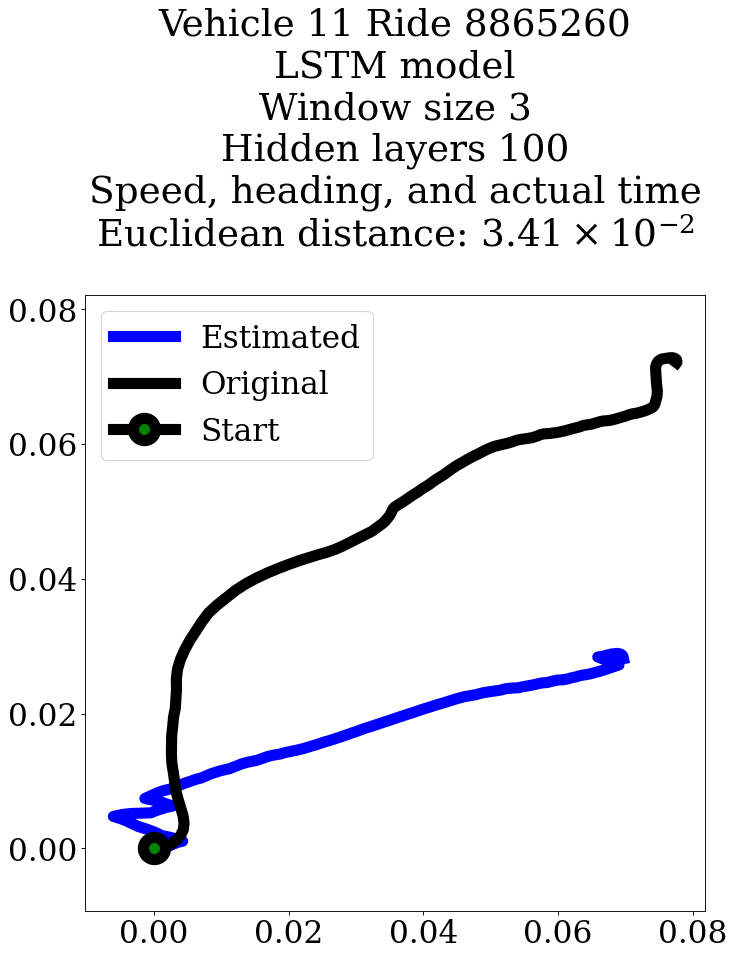 Vehicle 11 Ride 8865260
LSTM model
Window size 3
Hidden layers 100
Speed, heading, and actual time
Euclidean distance: 3.41 × 10⁻²
0.08
0.06
0.04
0.02
0.00
Estimated
Original
Start
0.00 0.02 0.04 0.06 0.08